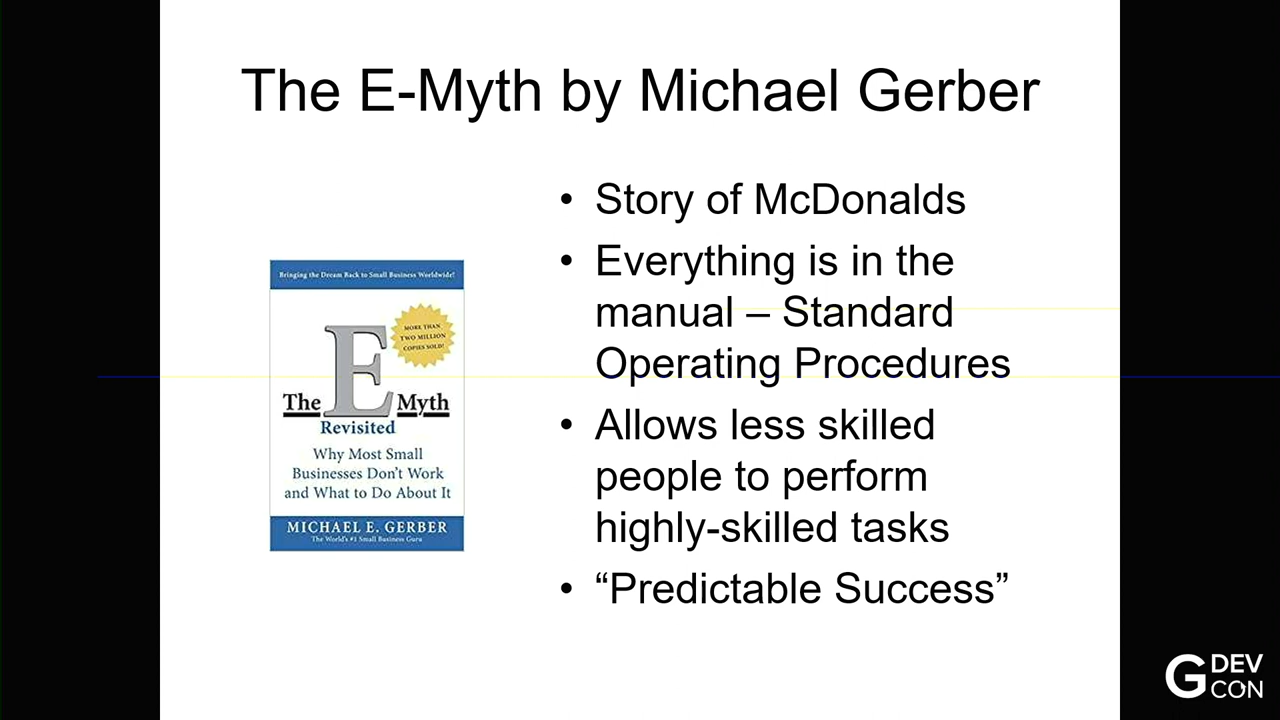 The E-Myth by Michael Gerber
• Story of McDonalds
• Everything is in the
manual – Standard
Operating Procedures
• Allows less skilled
people to perform
highly-skilled tasks
• “Predictable Success”
Bringing the Dream Back to Small Business Worldwide!
MORE THAN
TWO MILLION
COPIES SOLD!
The E Myth
Revisited
Why Most Small
Businesses Don't Work
and What to Do About It
MICHAEL E. GERBER
The World's #1 Small Business Guru
G DEV
CON